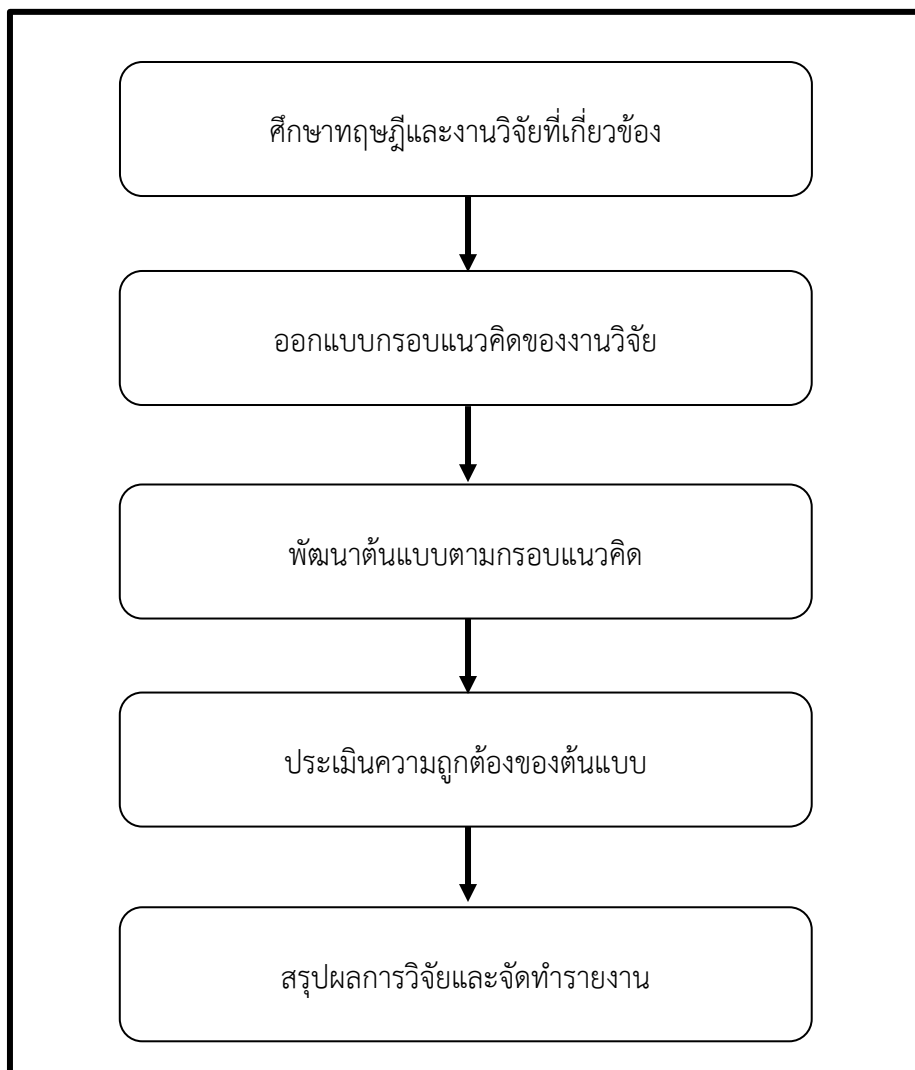 ศึกษาทฤษฎีและงานวิจัยที่เกี่ยวข้อง
ออกแบบกรอบแนวคิดของงานวิจัย
พัฒนาต้นแบบตามกรอบแนวคิด
ประเมินความถูกต้องของต้นแบบ
สรุปผลการวิจัยและจัดทำรายงาน